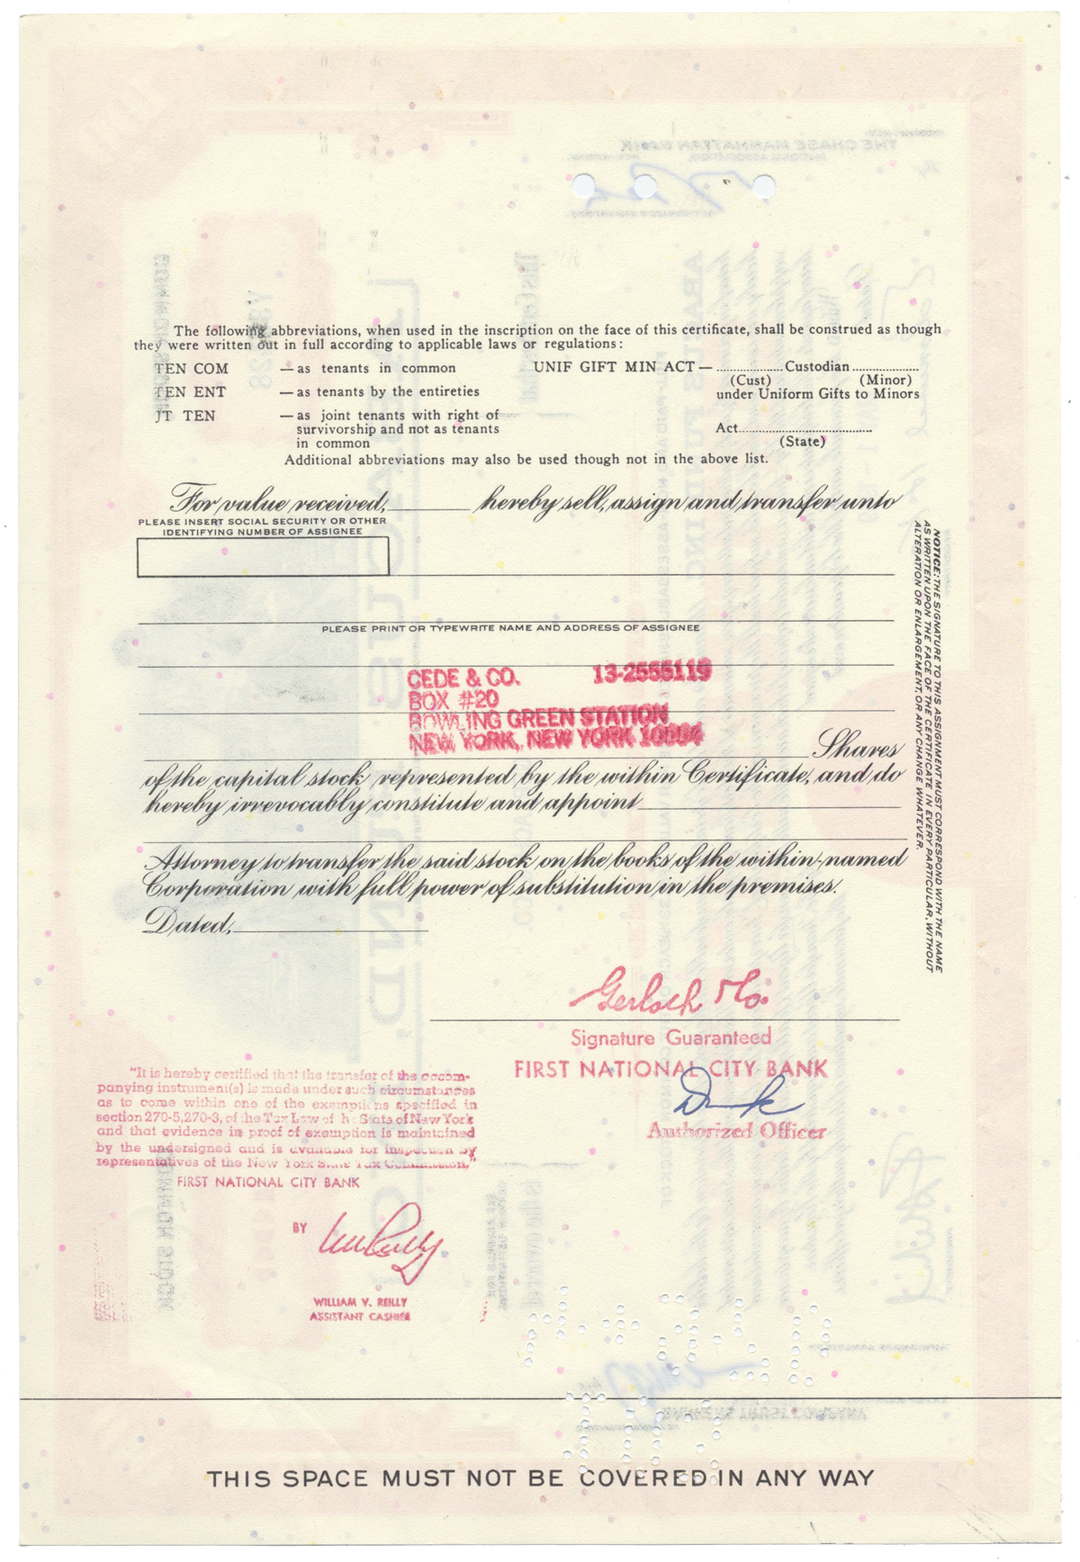 The following abbreviations, when used in the inscription on the face of this certificate, shall be construed as though
they were written out in full according to applicable laws or regulations:
TEN COM —as tenants in common
TEN ENT —as tenants by the entireties
JT TEN —as joint tenants with right of
survivorship and not as tenants
in common
UNIF GIFT MIN ACT—..................Custodian..................
(Cust) (Minor)
under Uniform Gifts to Minors
Act....................................
(State)
Additional abbreviations may also be used though not in the above list.
For value received, ______ hereby sell, assign and transfer unto
PLEASE INSERT SOCIAL SECURITY OR OTHER
IDENTIFYING NUMBER OF ASSIGNEE
PLEASE PRINT OR TYPEWRITE NAME AND ADDRESS OF ASSIGNEE
CEDE & CO. 13-2555119
BOX #20
BOWLING GREEN STATION
NEW YORK, NEW YORK 10004
Shares
of the capital stock represented by the within Certificate, and do
hereby irrevocably constitute and appoint
Attorney to transfer the said stock on the books of the within-named
Corporation with full power of substitution in the premises.
Dated,
NOTICE: THE SIGNATURE TO THIS ASSIGNMENT MUST CORRESPOND WITH THE NAME
AS WRITTEN UPON THE FACE OF THE CERTIFICATE IN EVERY PARTICULAR, WITHOUT
ALTERATION OR ENLARGEMENT, OR ANY CHANGE WHATEVER.
Gerlach & Co.
Signature Guaranteed
FIRST NATIONAL CITY BANK
Authorized Officer
"It is hereby certified that the transfer of the accom-
panying instrument(s) is made under such circumstances
as to come within one of the exemptions specified in
section 270-5,270-3, of the Tax Law of the State of New York
and that evidence in proof of exemption is maintained
by the undersigned and is available for inspection by
representatives of the New York State Tax Commission."
FIRST NATIONAL CITY BANK
BY
WILLIAM V. REILLY
ASSISTANT CASHIER
THIS SPACE MUST NOT BE COVERED IN ANY WAY